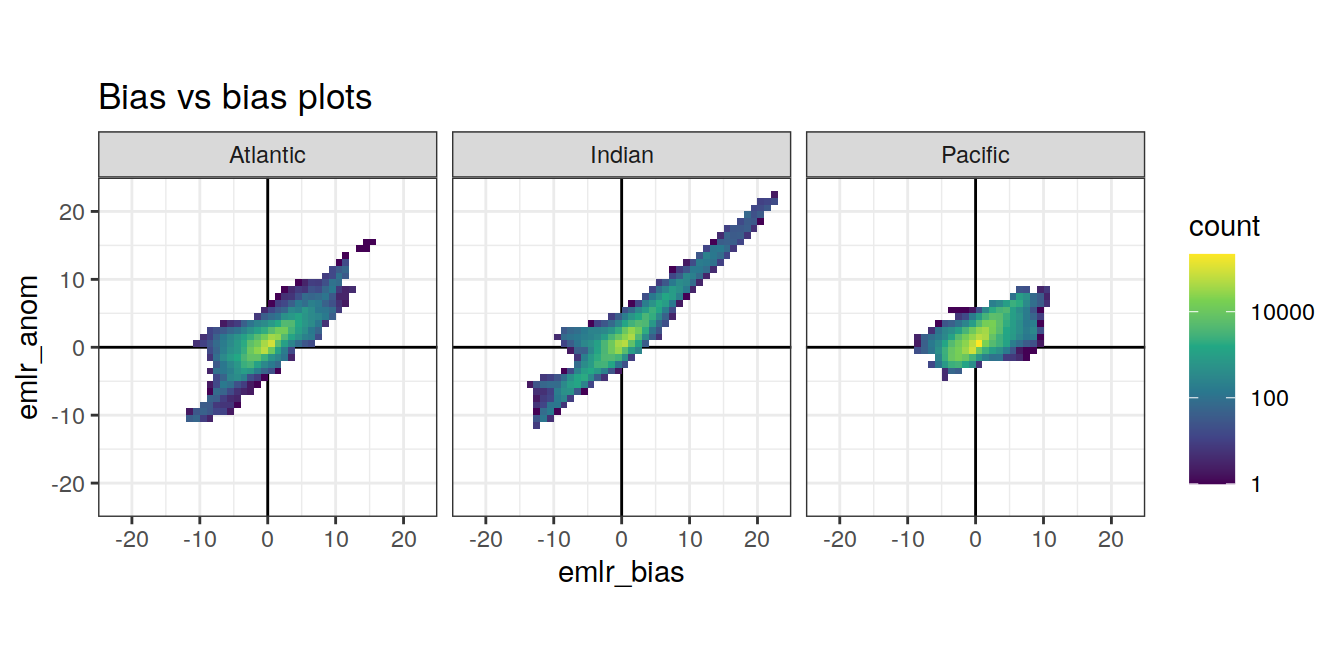 Bias vs bias plots
Atlantic Indian Pacific
count
20
10
0
-10
-20
emlr_anom
10000
100
1
-20 -10 0 10 20 -20 -10 0 10 20 -20 -10 0 10 20
emlr_bias